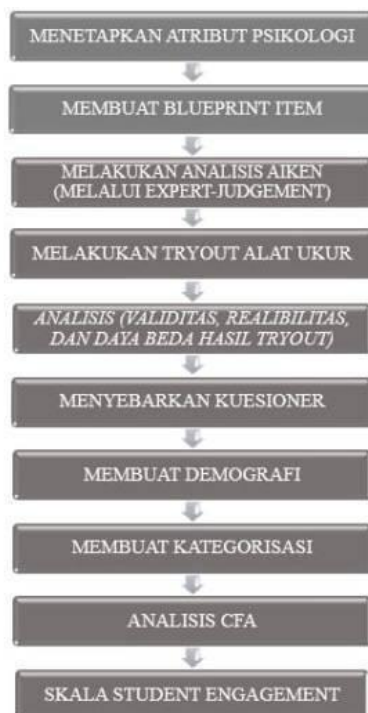 MENETAPKAN ATRIBUT PSIKOLOGI
MEMBUAT BLUEPRINT ITEM
MELAKUKAN ANALISIS AIKEN
(MELALUI EXPERT-JUDGEMENT)
MELAKUKAN TRYOUT ALAT UKUR
ANALISIS (VALIDITAS, REALIBILITAS,
DAN DAYA BEDA HASIL TRYOUT)
MENYEBARKAN KUESIONER
MEMBUAT DEMOGRAFI
MEMBUAT KATEGORISASI
ANALISIS CFA
SKALA STUDENT ENGAGEMENT